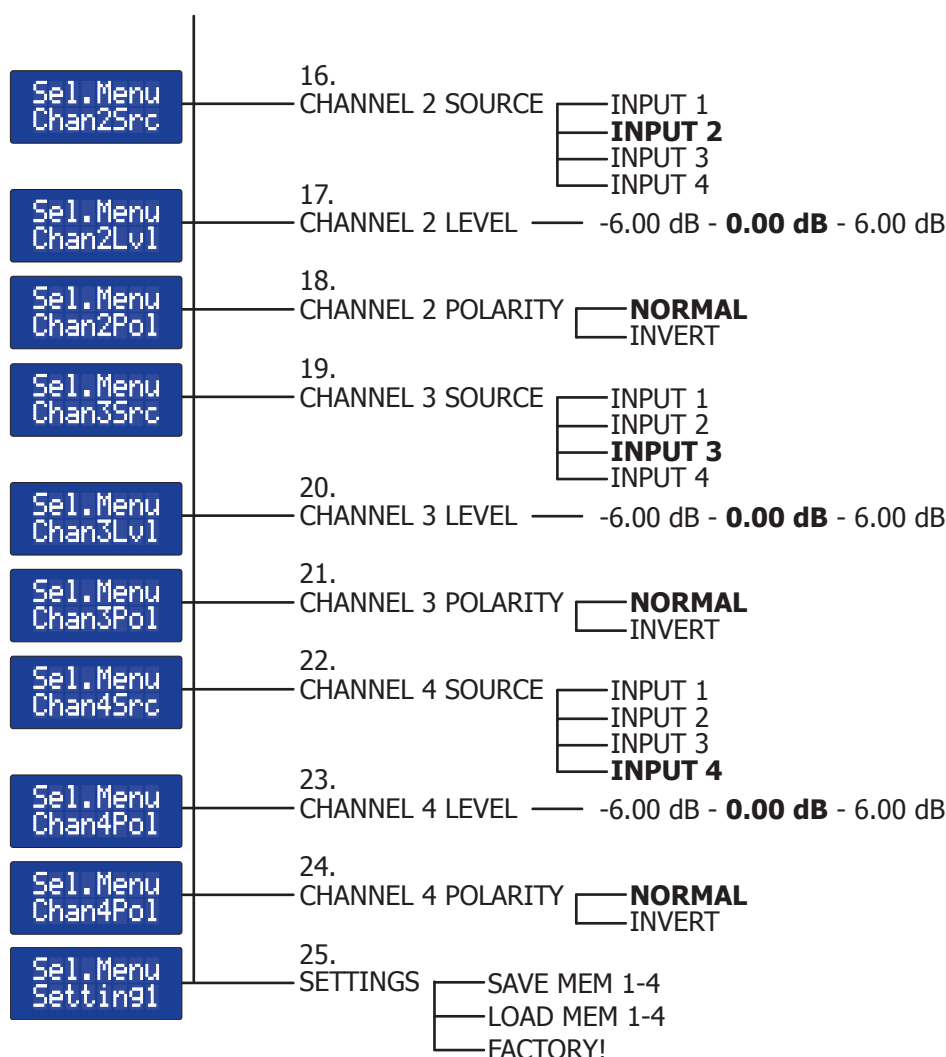 Sel.Menu
Chan2Src
16.
CHANNEL 2 SOURCE
INPUT 1
INPUT 2
INPUT 3
INPUT 4
Sel.Menu
Chan2Lvl
17.
CHANNEL 2 LEVEL
-6.00 dB - 0.00 dB - 6.00 dB
Sel.Menu
Chan2Pol
18.
CHANNEL 2 POLARITY
NORMAL
INVERT
Sel.Menu
Chan3Src
19.
CHANNEL 3 SOURCE
INPUT 1
INPUT 2
INPUT 3
INPUT 4
Sel.Menu
Chan3Lvl
20.
CHANNEL 3 LEVEL
-6.00 dB - 0.00 dB - 6.00 dB
Sel.Menu
Chan3Pol
21.
CHANNEL 3 POLARITY
NORMAL
INVERT
Sel.Menu
Chan4Src
22.
CHANNEL 4 SOURCE
INPUT 1
INPUT 2
INPUT 3
INPUT 4
Sel.Menu
Chan4Pol
23.
CHANNEL 4 LEVEL
-6.00 dB - 0.00 dB - 6.00 dB
Sel.Menu
Chan4Pol
24.
CHANNEL 4 POLARITY
NORMAL
INVERT
Sel.Menu
Setting1
25.
SETTINGS
SAVE MEM 1-4
LOAD MEM 1-4
FACTORY!